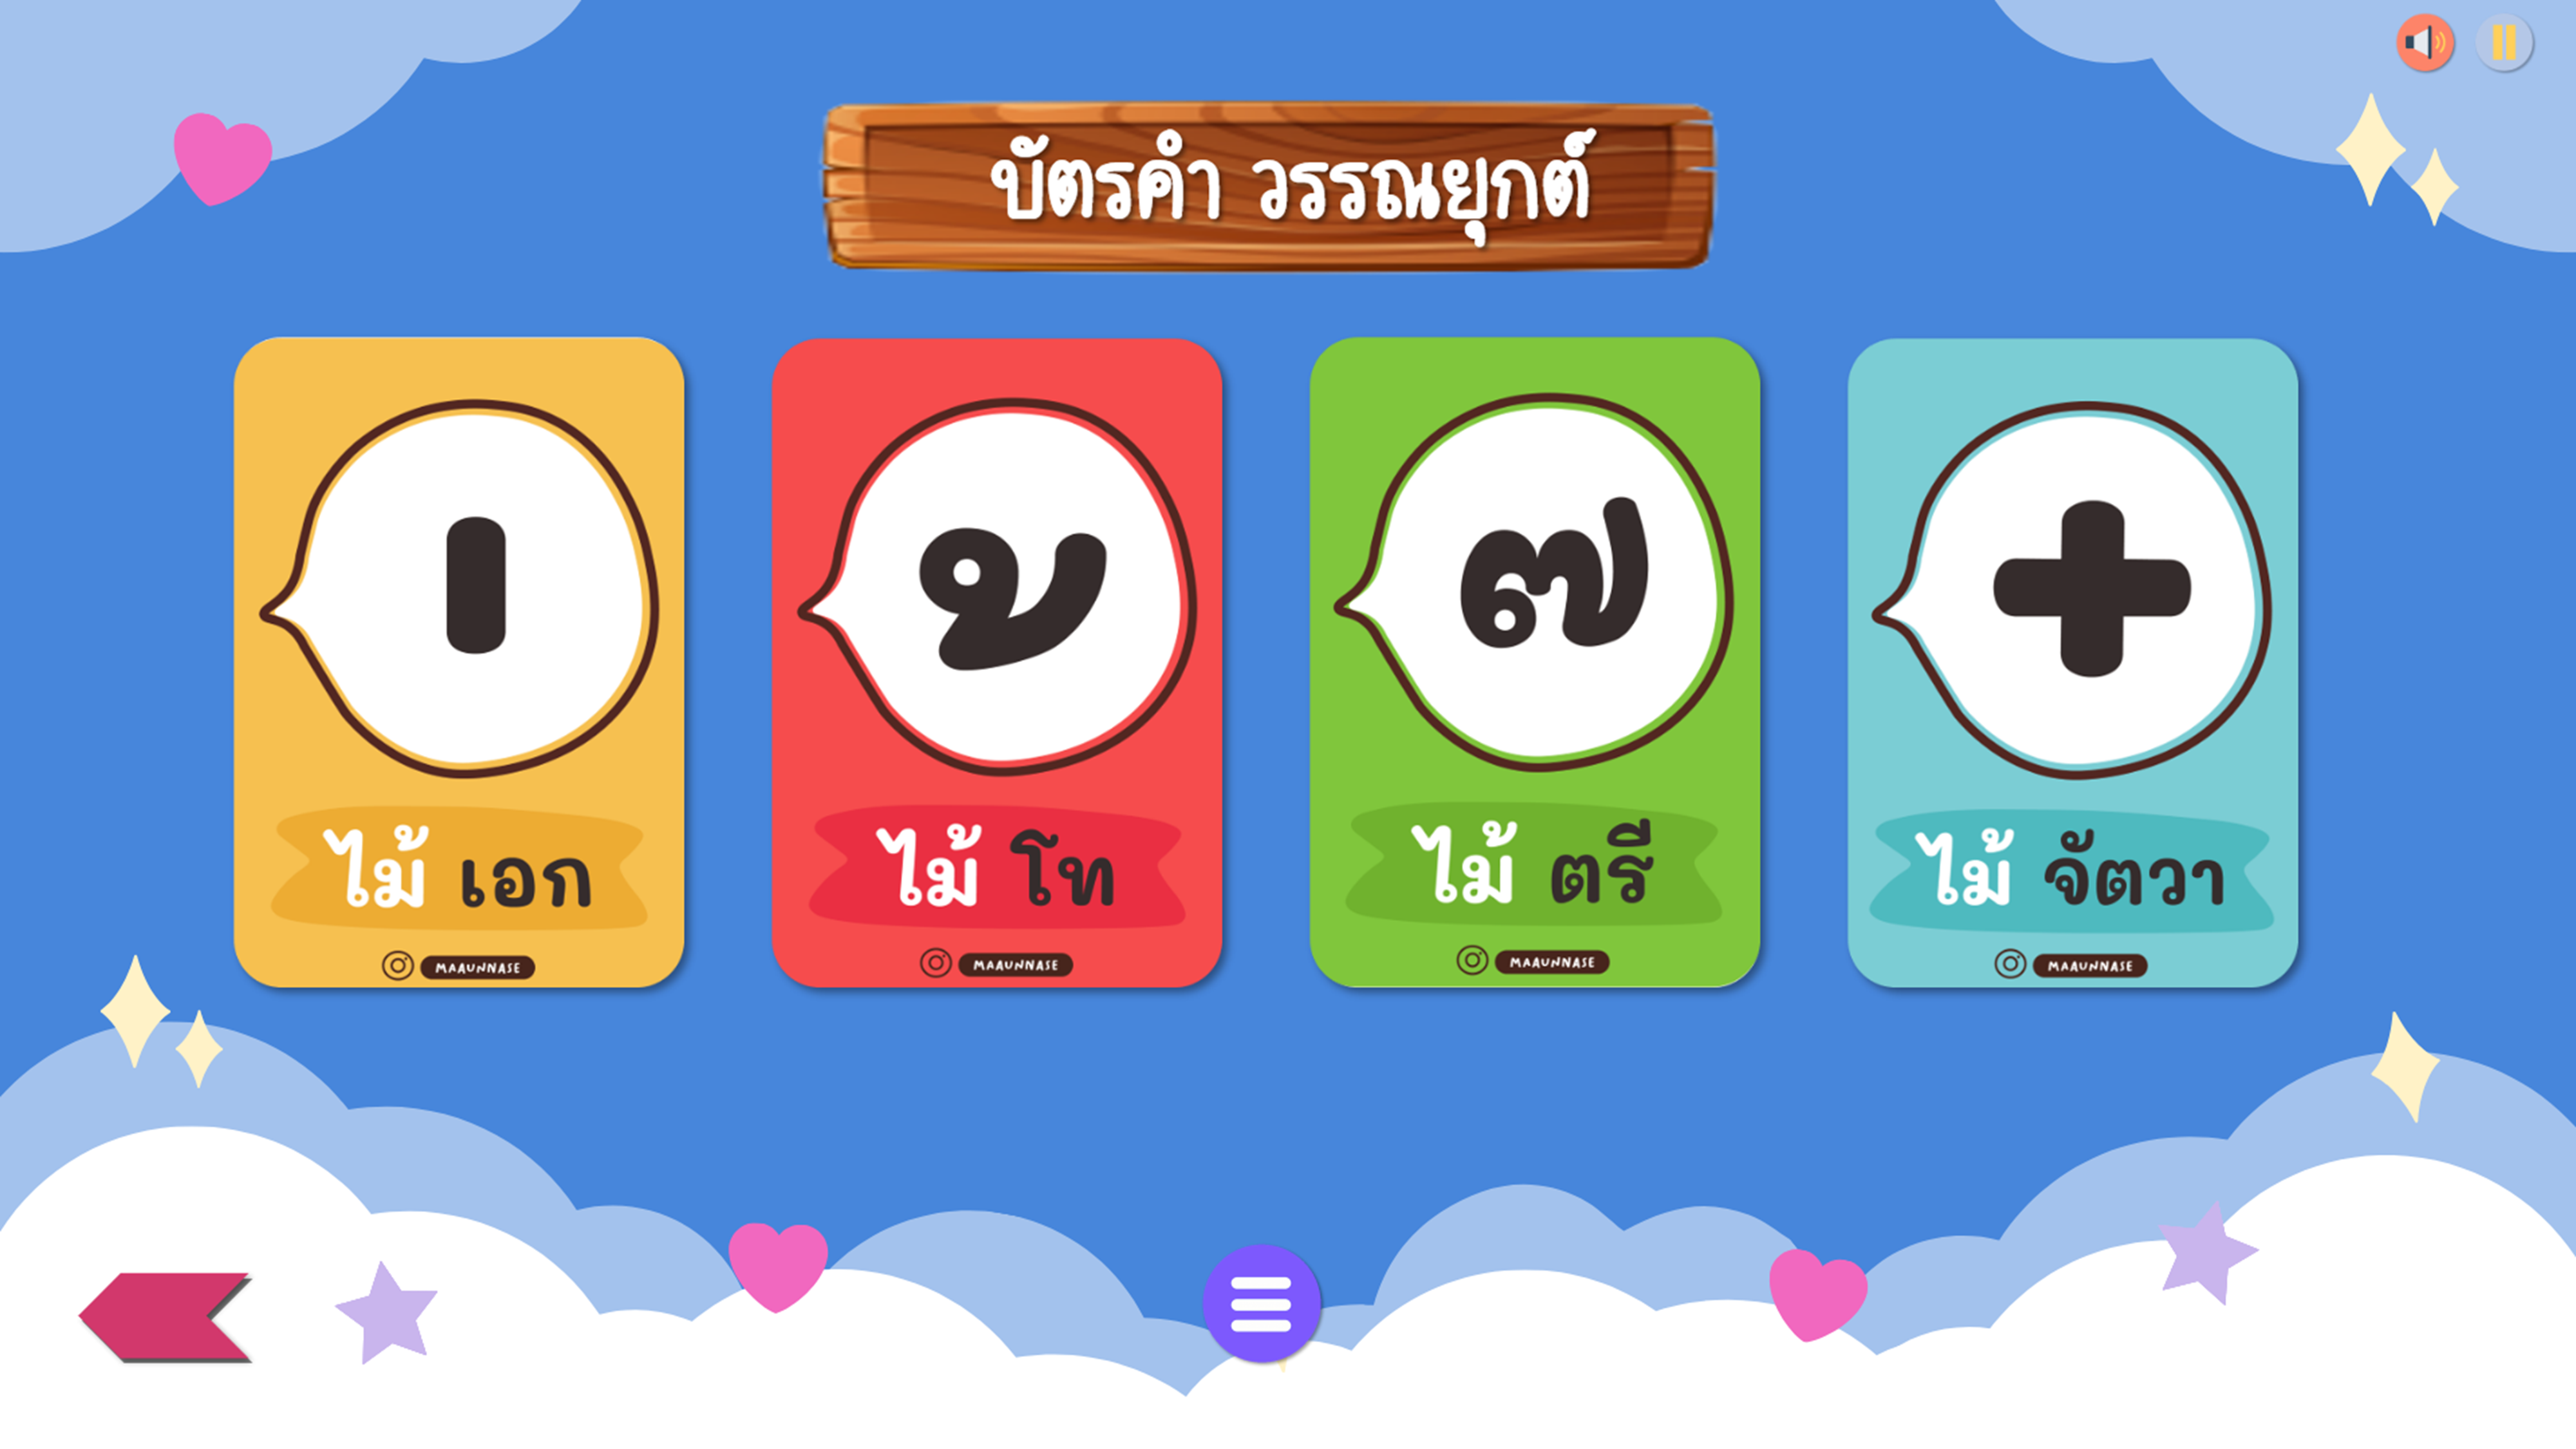 บัตรคำ วรรณยุกต์
่
ไม้ เอก
MAAUNNASE
้
ไม้ โท
MAAUNNASE
๊
ไม้ ตรี
MAAUNNASE
๋
ไม้ จัตวา
MAAUNNASE